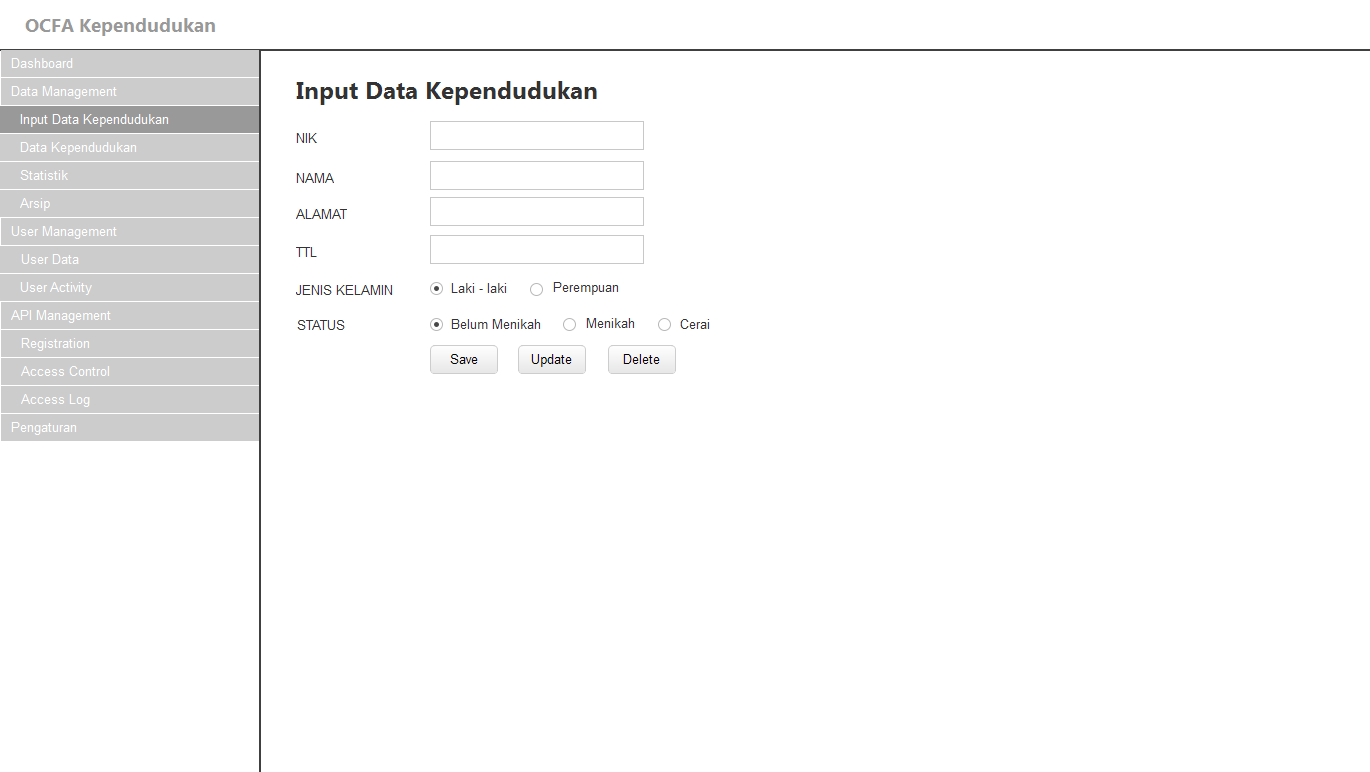 OCFA Kependudukan
Dashboard
Data Management
Input Data Kependudukan
Data Kependudukan
Statistik
Arsip
User Management
User Data
User Activity
API Management
Registration
Access Control
Access Log
Pengaturan
Input Data Kependudukan
NIK
NAMA
ALAMAT
TTL
JENIS KELAMIN Laki - laki Perempuan
STATUS Belum Menikah Menikah Cerai
Save Update Delete